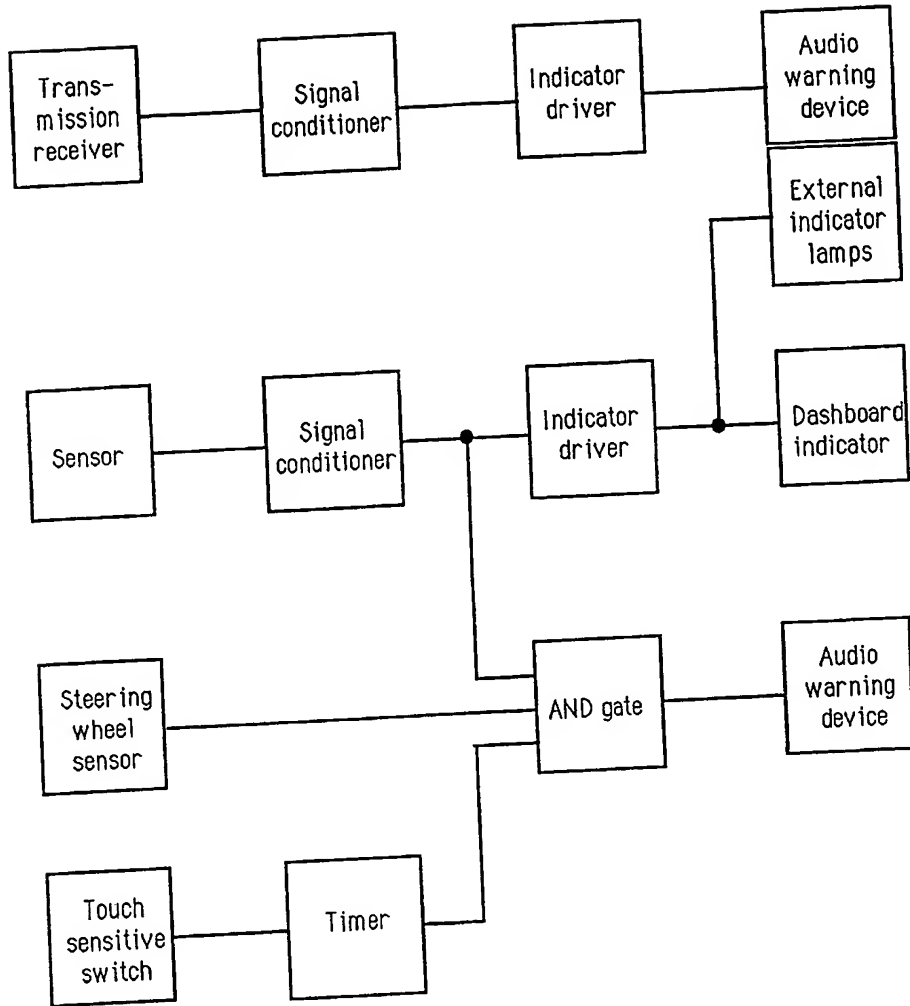 Trans-
mission
receiver
Signal
conditioner
Indicator
driver
Audio
warning
device
External
indicator
lamps
Sensor
Signal
conditioner
Indicator
driver
Dashboard
indicator
Steering
wheel
sensor
AND gate
Audio
warning
device
Touch
sensitive
switch
Timer